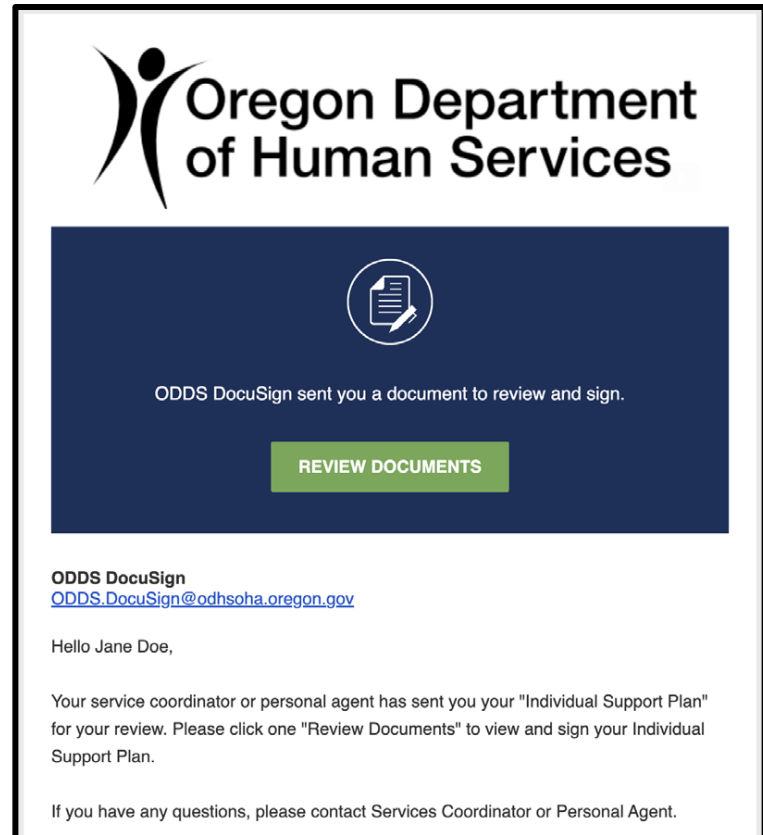 Oregon Department
of Human Services
ODDS DocuSign sent you a document to review and sign.
REVIEW DOCUMENTS
ODDS DocuSign
ODDS.DocuSign@odhsoha.oregon.gov
Hello Jane Doe,
Your service coordinator or personal agent has sent you your "Individual Support Plan"
for your review. Please click one "Review Documents" to view and sign your Individual
Support Plan.
If you have any questions, please contact Services Coordinator or Personal Agent.